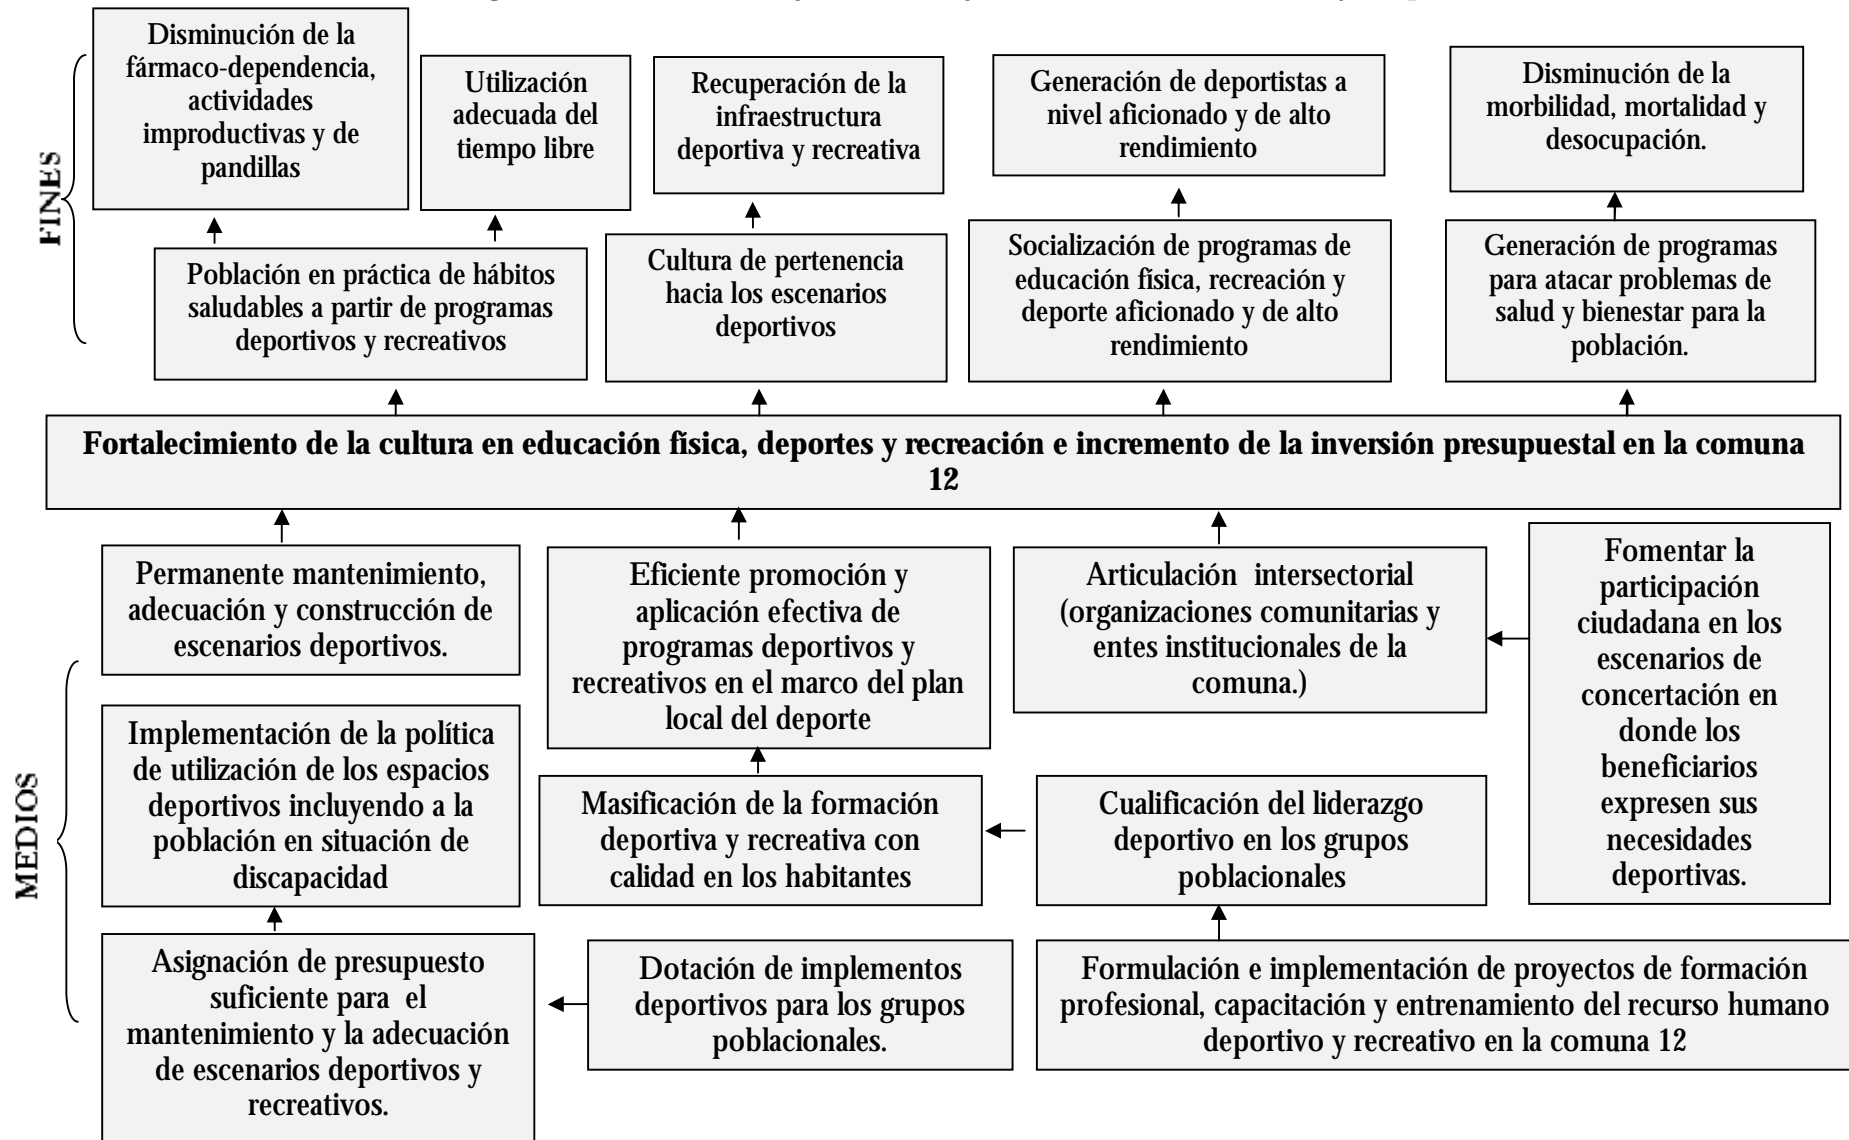 Disminución de la
fármaco-dependencia,
actividades
improductivas y de
pandillas
Utilización
adecuada del
tiempo libre
Recuperación de la
infraestructura
deportiva y recreativa
Generación de deportistas a
nivel aficionado y de alto
rendimiento
Disminución de la
morbilidad, mortalidad y
desocupación.
FINES
Población en práctica de hábitos
saludables a partir de programas
deportivos y recreativos
Cultura de pertenencia
hacia los escenarios
deportivos
Socialización de programas de
educación física, recreación y
deporte aficionado y de alto
rendimiento
Generación de programas
para atacar problemas de
salud y bienestar para la
población.
Fortalecimiento de la cultura en educación física, deportes y recreación e incremento de la inversión presupuestal en la comuna
12
Permanente mantenimiento,
adecuación y construcción de
escenarios deportivos.
Eficiente promoción y
aplicación efectiva de
programas deportivos y
recreativos en el marco del plan
local del deporte
Articulación  intersectorial
(organizaciones comunitarias y
entes institucionales de la
comuna.)
Fomentar la
participación
ciudadana en los
escenarios de
concertación en
donde los
beneficiarios
expresen sus
necesidades
deportivas.
MEDIOS
Implementación de la política
de utilización de los espacios
deportivos incluyendo a la
población en situación de
discapacidad
Masificación de la formación
deportiva y recreativa con
calidad en los habitantes
Cualificación del liderazgo
deportivo en los grupos
poblacionales
Asignación de presupuesto
suficiente para  el
mantenimiento y la adecuación
de escenarios deportivos y
recreativos.
Dotación de implementos
deportivos para los grupos
poblacionales.
Formulación e implementación de proyectos de formación
profesional, capacitación y entrenamiento del recurso humano
deportivo y recreativo en la comuna 12